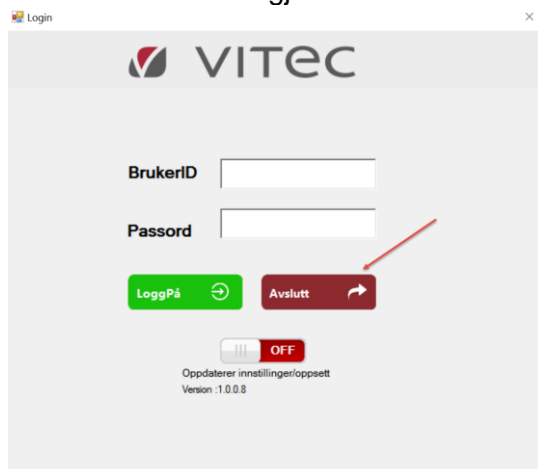 Login
VITEC
BrukerID
Passord
LoggPå
Avslutt
OFF
Oppdaterer innstillinger/oppsett
Version :1.0.0.8